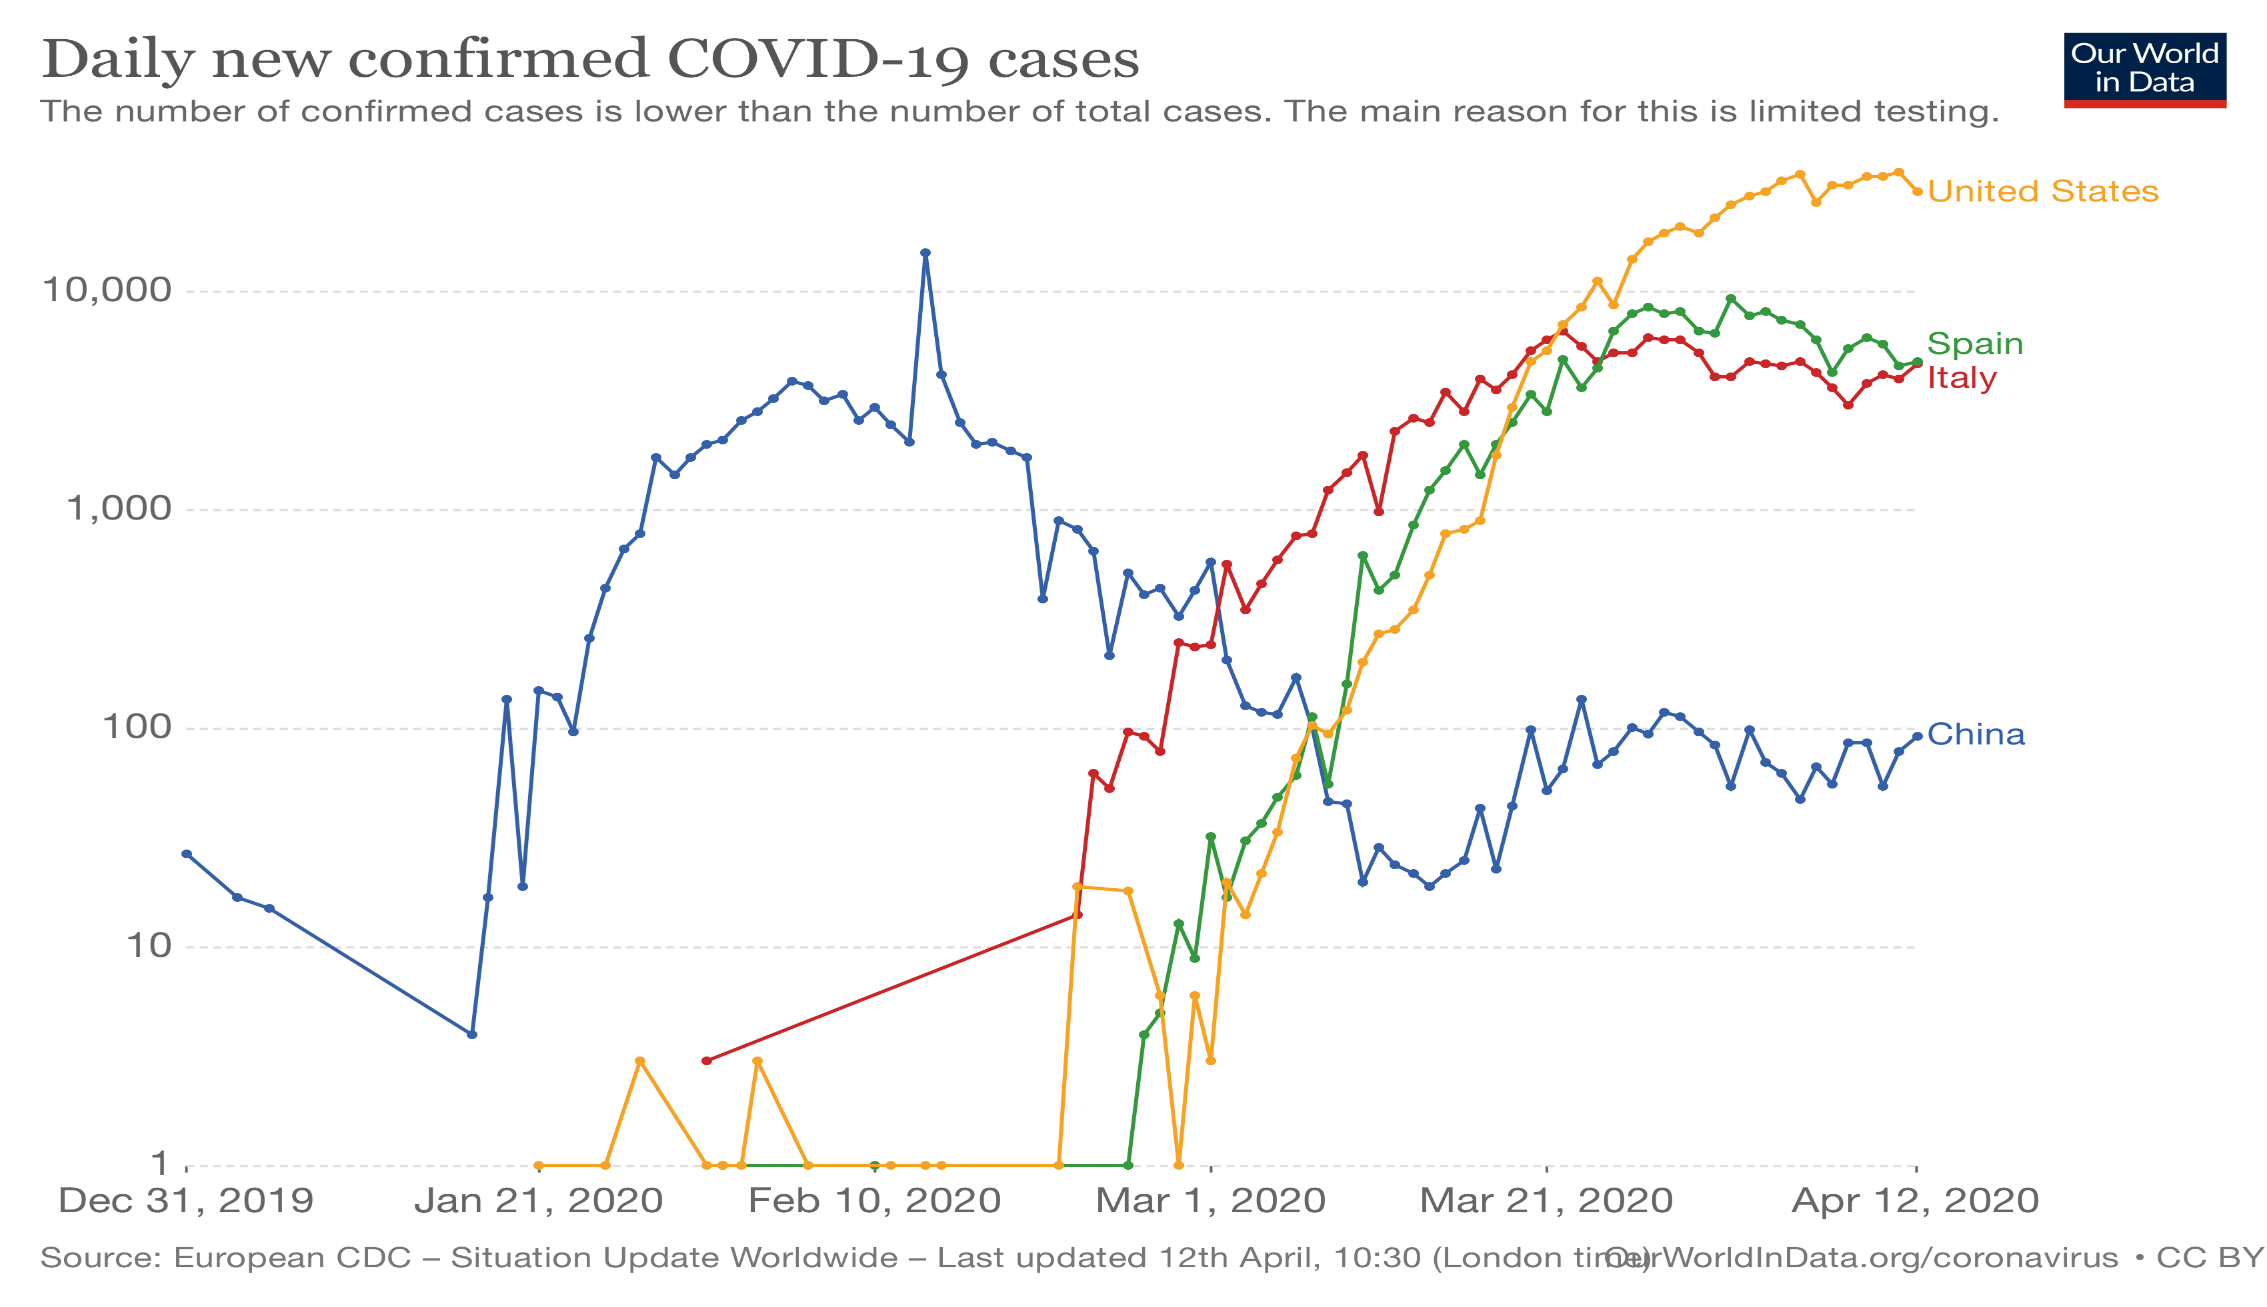 Daily new confirmed COVID-19 cases
Our World
in Data
The number of confirmed cases is lower than the number of total cases. The main reason for this is limited testing.
United States
10,000
Spain
Italy
1,000
100
China
10
1
Dec 31, 2019
Jan 21, 2020
Feb 10, 2020
Mar 1, 2020
Mar 21, 2020
Apr 12, 2020
Source: European CDC – Situation Update Worldwide – Last updated 12th April, 10:30 (London time)
OurWorldInData.org/coronavirus • CC BY